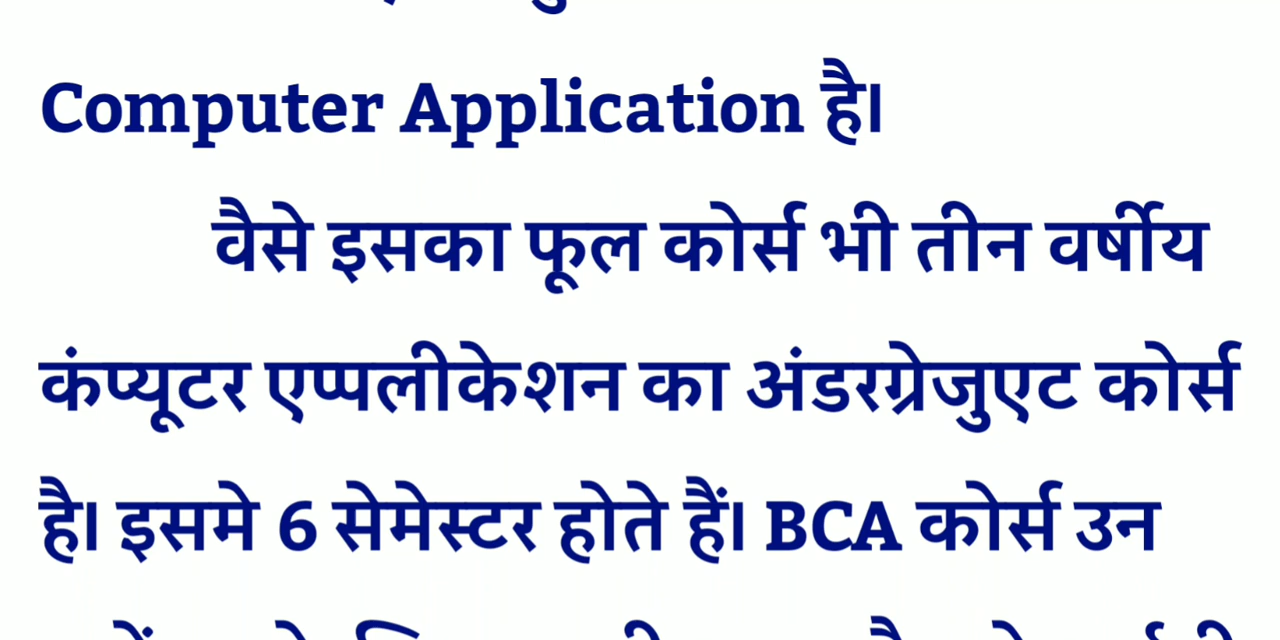 Computer Application है।
वैसे इसका फूल कोर्स भी तीन वर्षीय
कंप्यूटर एप्पलीकेशन का अंडरग्रेजुएट कोर्स
है। इसमे 6 सेमेस्टर होते हैं। BCA कोर्स उन